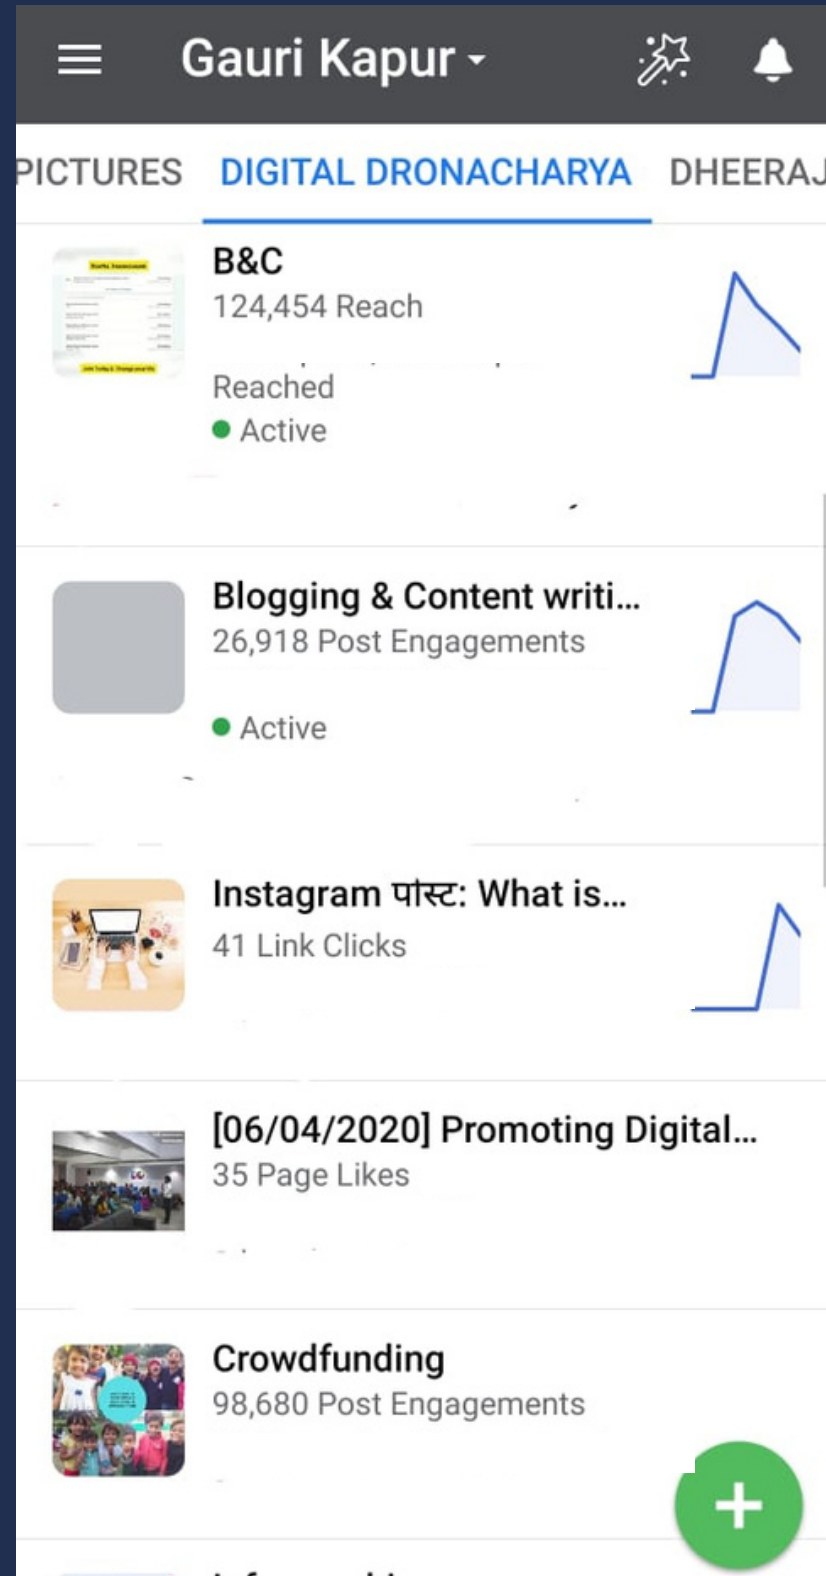 Gauri Kapur
PICTURES DIGITAL DRONACHARYA DHEERAJ
B&C
124,454 Reach
Reached
Active
Blogging & Content writi...
26,918 Post Engagements
Active
Instagram पोस्ट: What is...
41 Link Clicks
[06/04/2020] Promoting Digital...
35 Page Likes
Crowdfunding
98,680 Post Engagements